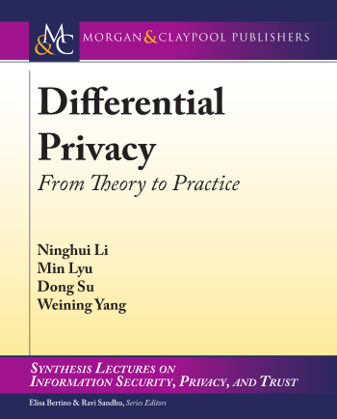 M&C MORGAN&CLAYPOOL PUBLISHERS
Differential
Privacy
From Theory to Practice
Ninghui Li
Min Lyu
Dong Su
Weining Yang
SYNTHESIS LECTURES ON
INFORMATION SECURITY, PRIVACY, AND TRUST
Elisa Bertino & Ravi Sandhu, Series Editors